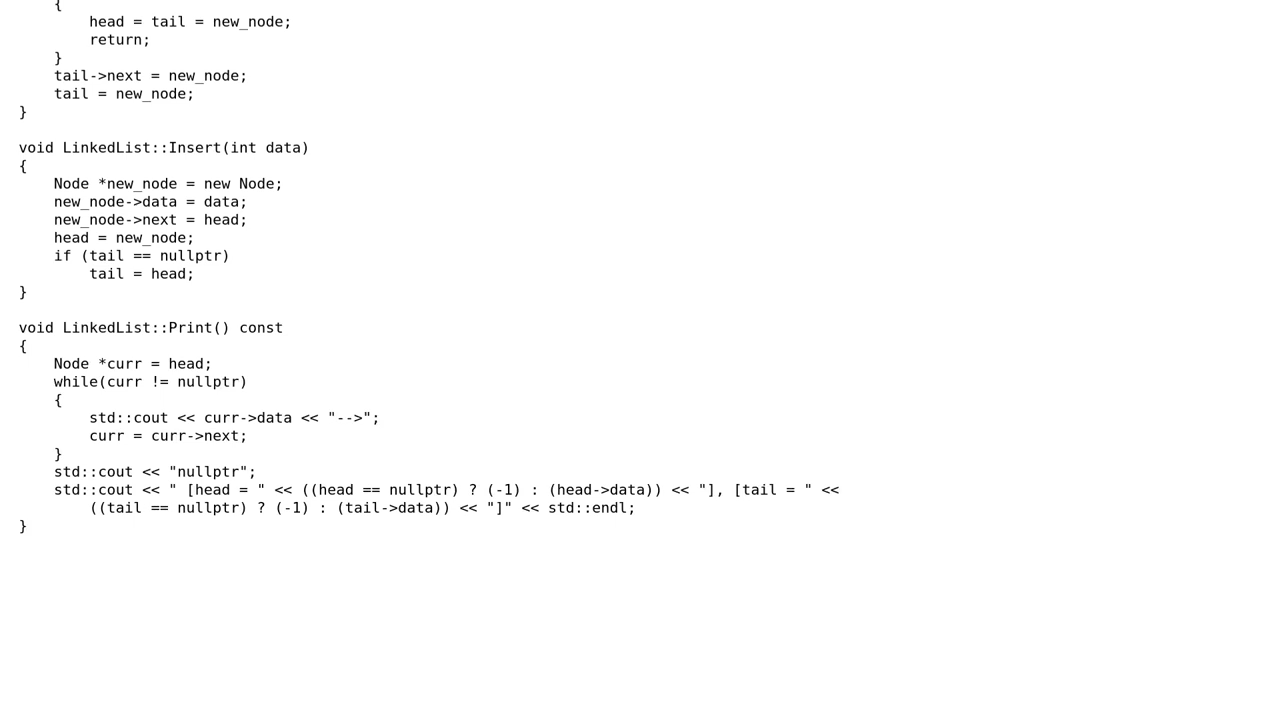 {
        head = tail = new_node;
        return;
    }
    tail->next = new_node;
    tail = new_node;
}

void LinkedList::Insert(int data)
{
    Node *new_node = new Node;
    new_node->data = data;
    new_node->next = head;
    head = new_node;
    if (tail == nullptr)
        tail = head;
}

void LinkedList::Print() const
{
    Node *curr = head;
    while(curr != nullptr)
    {
        std::cout << curr->data << "-->";
        curr = curr->next;
    }
    std::cout << "nullptr";
    std::cout << " [head = " << ((head == nullptr) ? (-1) : (head->data)) << "], [tail = " <<
        ((tail == nullptr) ? (-1) : (tail->data)) << "]" << std::endl;
}